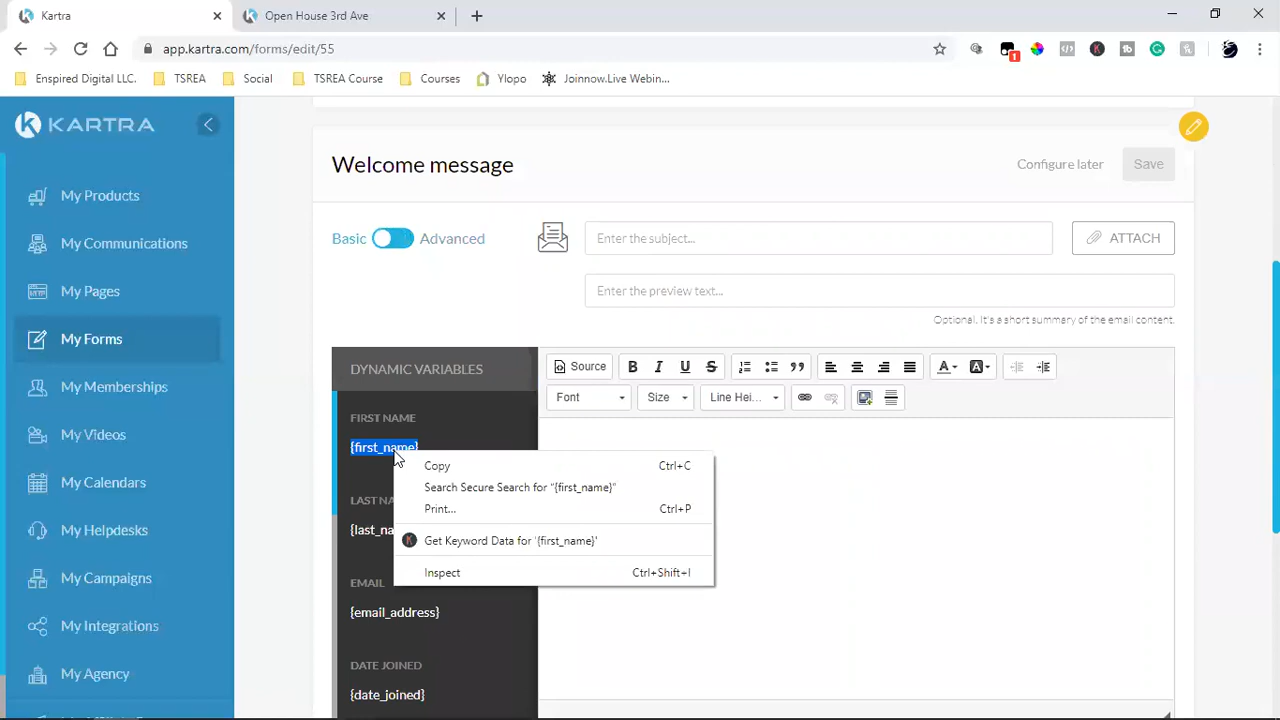 Kartra
Open House 3rd Ave
app.kartra.com/forms/edit/55
1
Enspired Digital LLC.
TSREA
Social
TSREA Course
Courses
Ylopo
Joinnow.Live Webin...
KARTRA
My Products
My Communications
My Pages
My Forms
My Memberships
My Videos
My Calendars
My Helpdesks
My Campaigns
My Integrations
My Agency
Welcome message
Configure later
Save
Basic
Advanced
Enter the subject...
ATTACH
Enter the preview text...
Optional. It's a short summary of the email content.
DYNAMIC VARIABLES
Source
B I U S
Font
Size
Line Hei...
FIRST NAME
{first_name}
Copy Ctrl+C
Search Secure Search for "{first_name}"
Print... Ctrl+P
Get Keyword Data for '{first_name}'
Inspect Ctrl+Shift+I
LAST NA
{last_na
EMAIL
{email_address}
DATE JOINED
{date_joined}